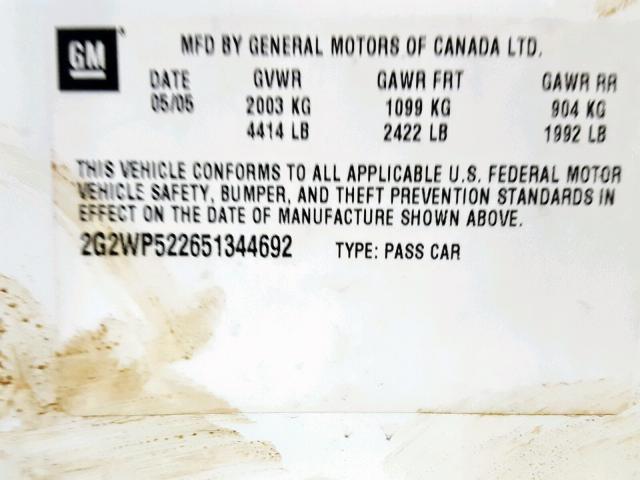 GM
MFD BY GENERAL MOTORS OF CANADA LTD.
DATE GVWR GAWR FRT GAWR RR
05/05 2003 KG 1099 KG 904 KG
4414 LB 2422 LB 1992 LB
THIS VEHICLE CONFORMS TO ALL APPLICABLE U.S. FEDERAL MOTOR
VEHICLE SAFETY, BUMPER, AND THEFT PREVENTION STANDARDS IN
EFFECT ON THE DATE OF MANUFACTURE SHOWN ABOVE.
2G2WP522651344692 TYPE: PASS CAR